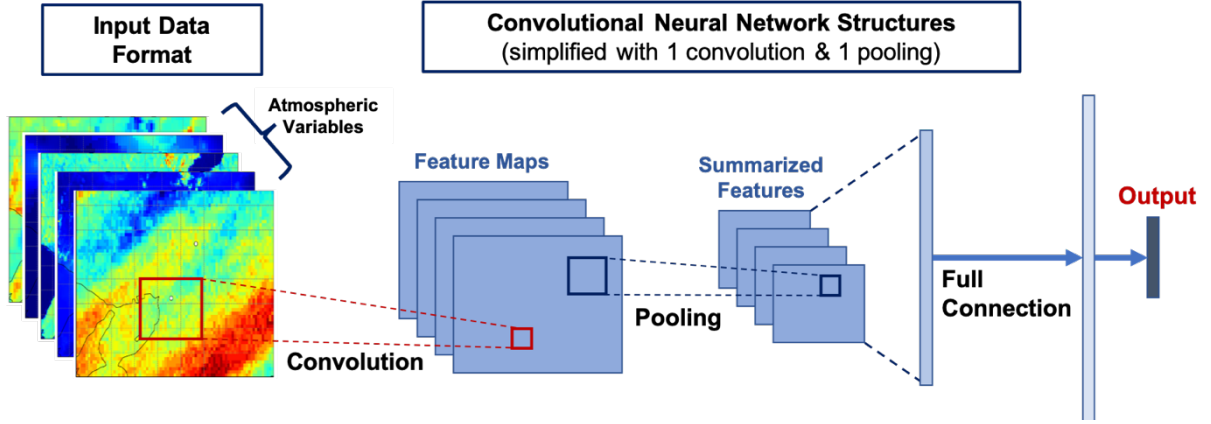 Input Data
Format
Convolutional Neural Network Structures
(simplified with 1 convolution & 1 pooling)
Atmospheric
Variables
Feature Maps
Summarized
Features
Output
Convolution
Pooling
Full
Connection